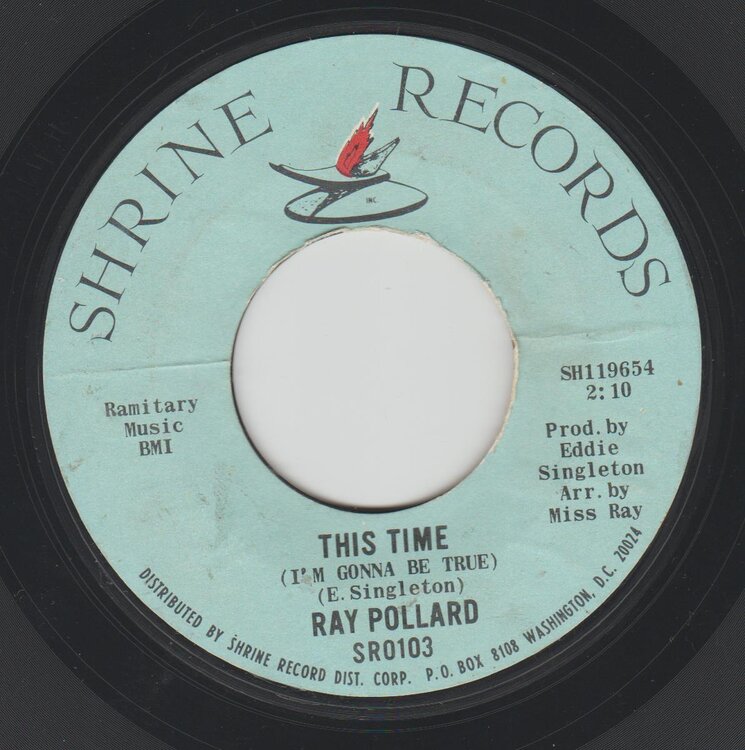 SHRINE RECORDS
INC.
Ramitary
Music
BMI
SH119654
2:10
Prod. by
Eddie
Singleton
Arr. by
Miss Ray
THIS TIME
(I'M GONNA BE TRUE)
(E. Singleton)
RAY POLLARD
SRO103
DISTRIBUTED BY SHRINE RECORD DIST. CORP. P.O. BOX 8108 WASHINGTON, D.C. 20024